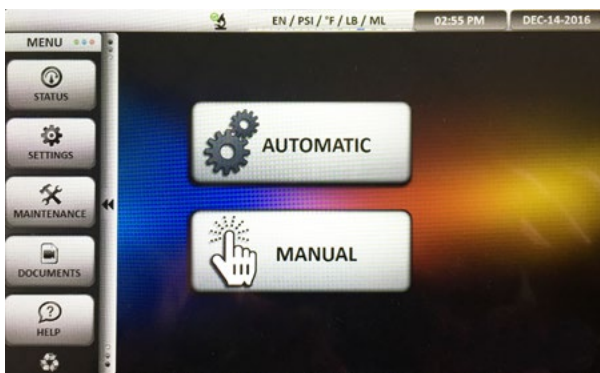 EN / PSI / °F / LB / ML
02:55 PM
DEC-14-2016
MENU
STATUS
SETTINGS
MAINTENANCE
DOCUMENTS
HELP
AUTOMATIC
MANUAL